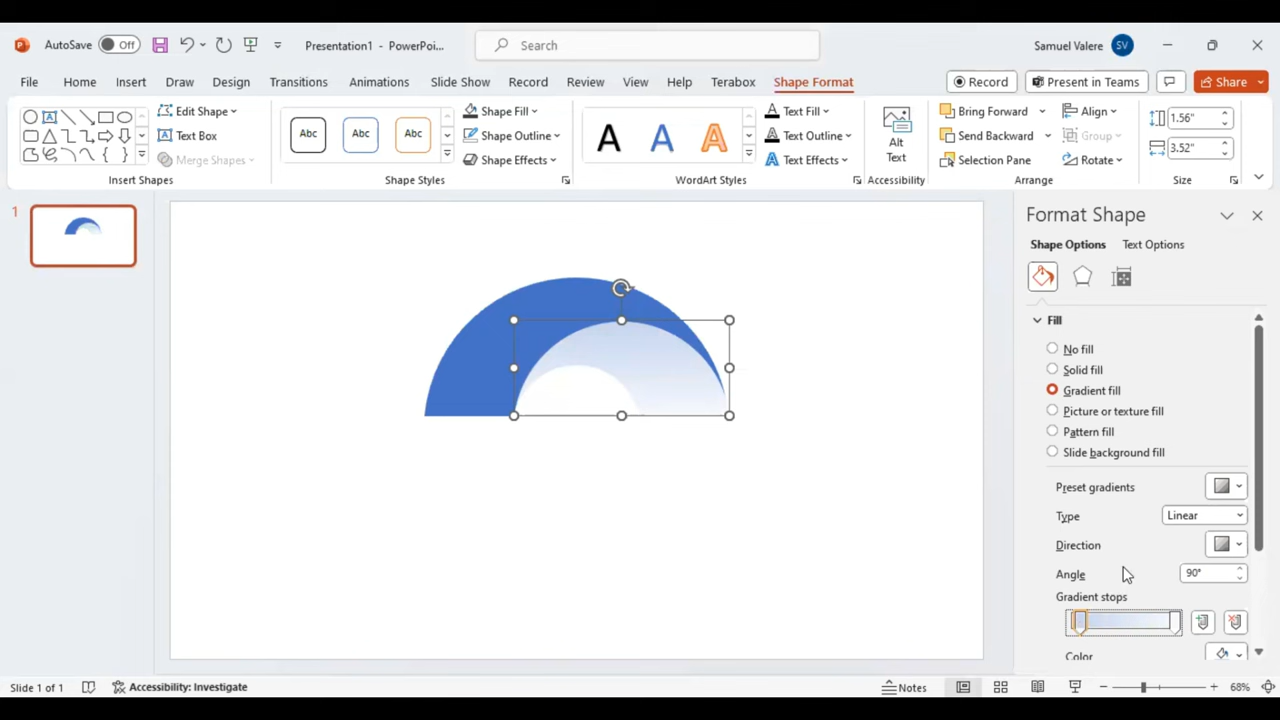 AutoSave Off Presentation1 - PowerPoi... Search Samuel Valere SV
File Home Insert Draw Design Transitions Animations Slide Show Record Review View Help Terabox Shape Format Record Present in Teams Share
Edit Shape Abc Abc Abc Shape Fill A A A Text Fill Bring Forward Align 1.56"
Text Box Shape Outline Text Outline Alt Text Send Backward Group 3.52"
Merge Shapes Shape Effects Text Effects Selection Pane Rotate
Insert Shapes Shape Styles WordArt Styles Accessibility Arrange Size
1
Format Shape
Shape Options Text Options
Fill
No fill
Solid fill
Gradient fill
Picture or texture fill
Pattern fill
Slide background fill
Preset gradients
Type Linear
Direction
Angle 90°
Gradient stops
Color
Slide 1 of 1 Accessibility: Investigate Notes 68%